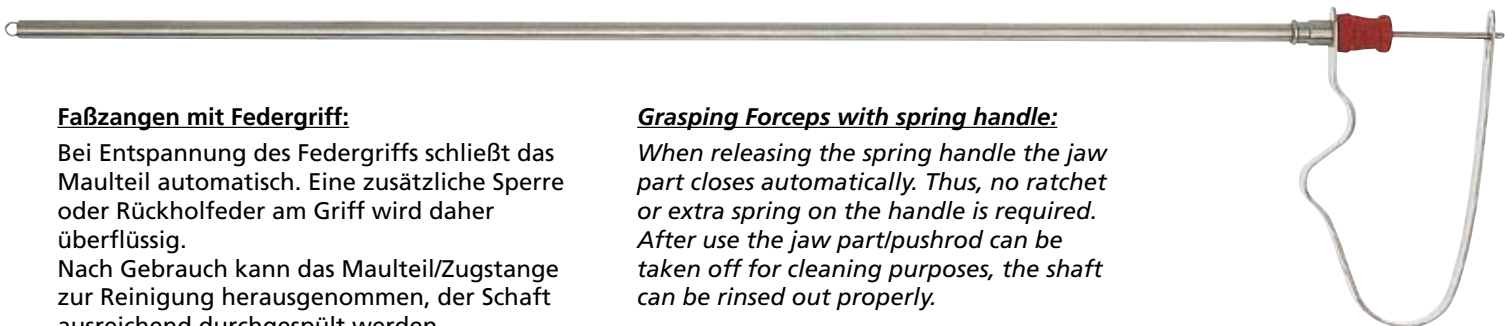 Faßzangen mit Federgriff:
Bei Entspannung des Federgriffs schließt das
Maulteil automatisch. Eine zusätzliche Sperre
oder Rückholfeder am Griff wird daher
überflüssig.
Nach Gebrauch kann das Maulteil/Zugstange
zur Reinigung herausgenommen, der Schaft
ausreichend durchgespült werden
Grasping Forceps with spring handle:
When releasing the spring handle the jaw
part closes automatically. Thus, no ratchet
or extra spring on the handle is required.
After use the jaw part/pushrod can be
taken off for cleaning purposes, the shaft
can be rinsed out properly.